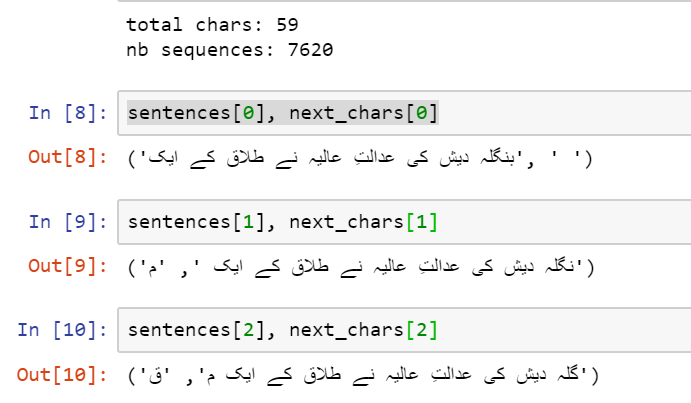 total chars: 59
nb sequences: 7620
In [8]: sentences[0], next_chars[0]
Out[8]: ('بنگلہ دیش کی عدالتِ عالیہ نے طلاق کے ایک', ' ')
In [9]: sentences[1], next_chars[1]
Out[9]: ('نگلہ دیش کی عدالتِ عالیہ نے طلاق کے ایک ', 'م')
In [10]: sentences[2], next_chars[2]
Out[10]: ('گلہ دیش کی عدالتِ عالیہ نے طلاق کے ایک م', 'ق')